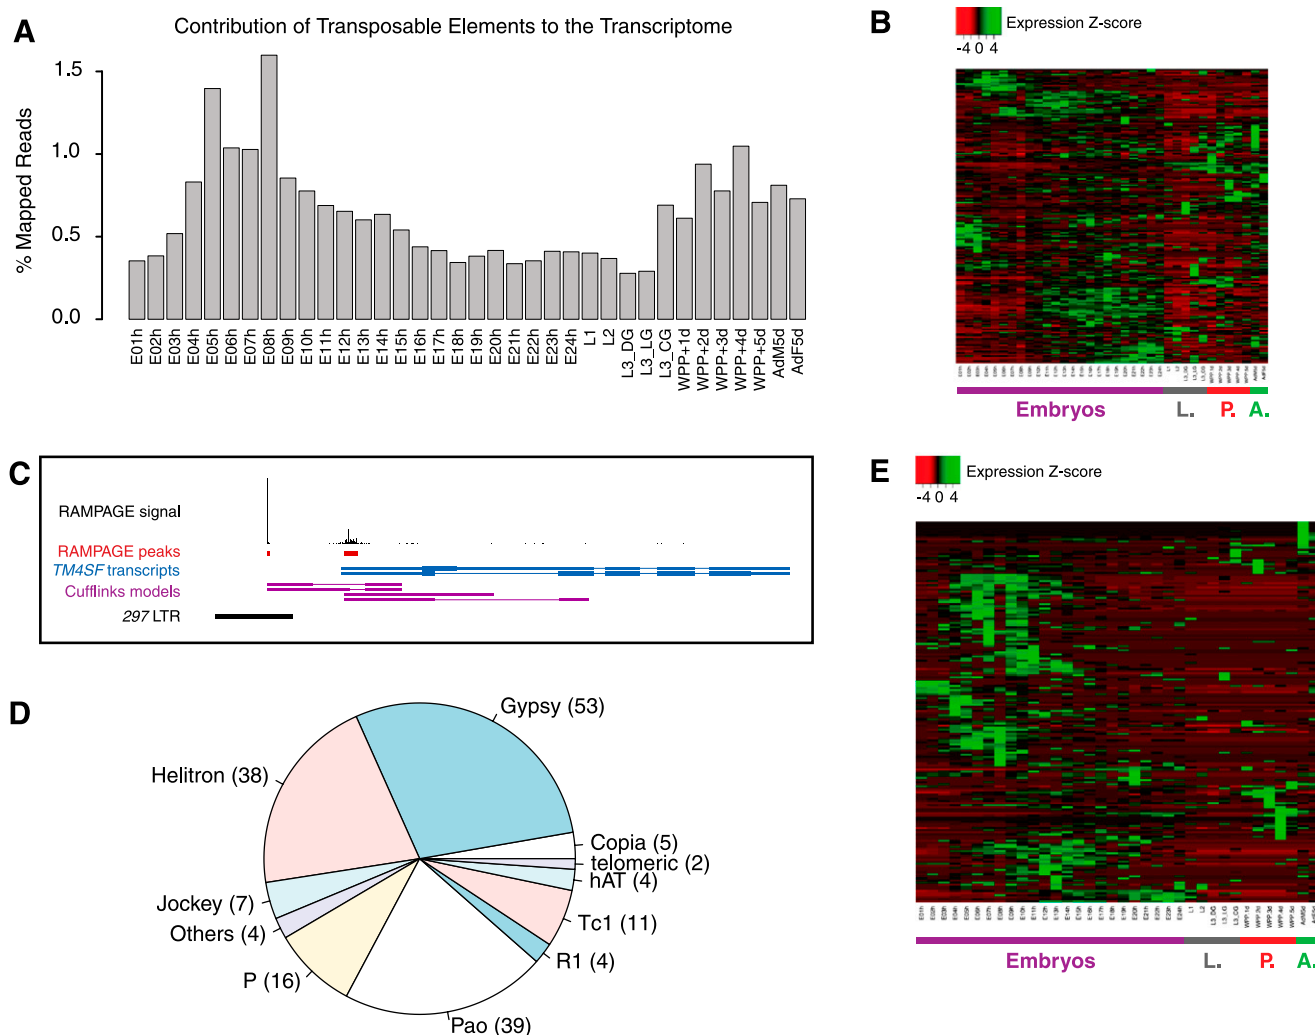 A
Contribution of Transposable Elements to the Transcriptome
% Mapped Reads
1.5
1.0
0.5
0.0
E01h
E02h
E03h
E04h
E05h
E06h
E07h
E08h
E09h
E10h
E11h
E12h
E13h
E14h
E15h
E16h
E17h
E18h
E19h
E20h
E21h
E22h
E23h
E24h
L1
L2
L3_DG
L3_LG
L3_CG
WPP+1d
WPP+2d
WPP+3d
WPP+4d
WPP+5d
AdM5d
AdF5d
B
Expression Z-score
-4 0 4
Embryos
L.
P.
A.
C
RAMPAGE signal
RAMPAGE peaks
TM4SF transcripts
Cufflinks models
297 LTR
D
Gypsy (53)
Helitron (38)
Copia (5)
telomeric (2)
hAT (4)
Jockey (7)
Tc1 (11)
Others (4)
R1 (4)
P (16)
Pao (39)
E
Expression Z-score
-4 0 4
Embryos
L.
P.
A.